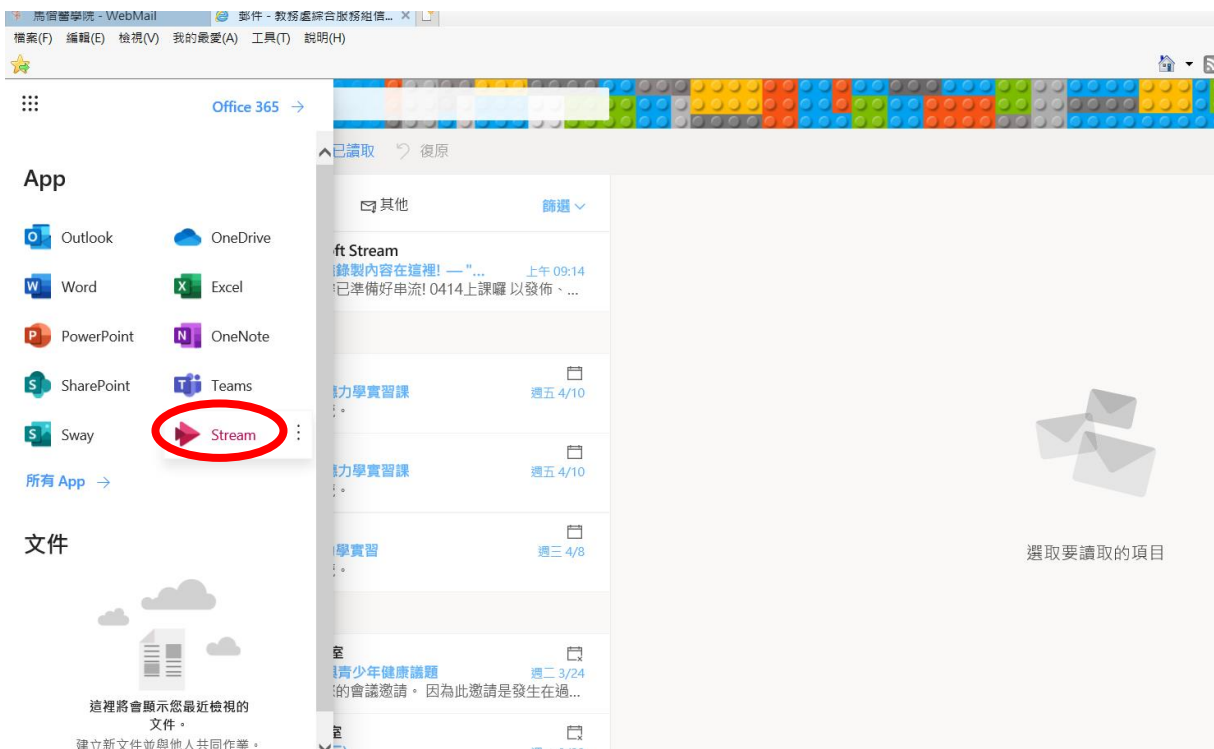 馬偕醫學院 - WebMail
郵件 - 教務處綜合服務組信...
檔案(F) 編輯(E) 檢視(V) 我的最愛(A) 工具(T) 說明(H)
Office 365 →
已讀取 復原
App
其他 篩選
Outlook OneDrive
ft Stream
錄製內容在這裡! — "... 上午 09:14
Word Excel
已準備好串流! 0414上課囉 以發佈、...
PowerPoint OneNote
SharePoint Teams
力學實習課 週五 4/10
Sway Stream
力學實習課 週五 4/10
所有 App →
文件
學實習 週三 4/8
選取要讀取的項目
室
青少年健康議題 週二 3/24
的會議邀請。 因為此邀請是發生在過...
這裡將會顯示您最近檢視的
文件。
室
建立新文件並與他人共同作業。